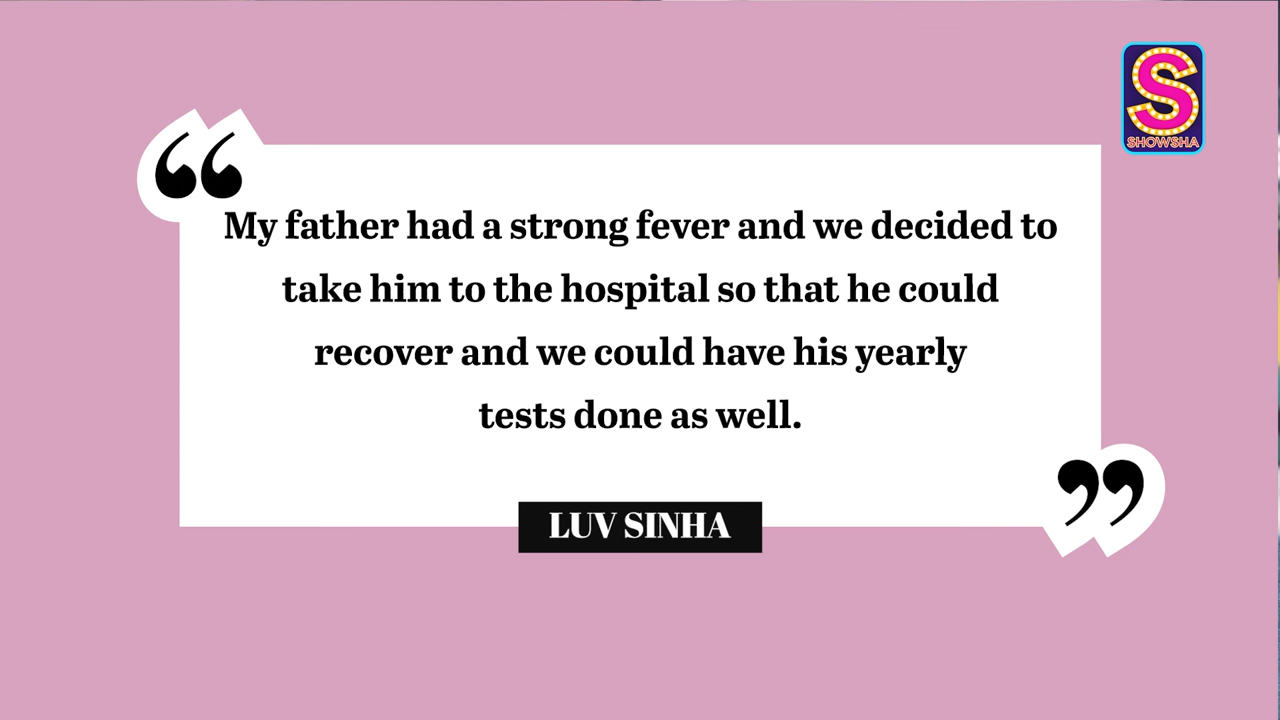 S
SHOWSHA
“
My father had a strong fever and we decided to
take him to the hospital so that he could
recover and we could have his yearly
tests done as well.
”
LUV SINHA